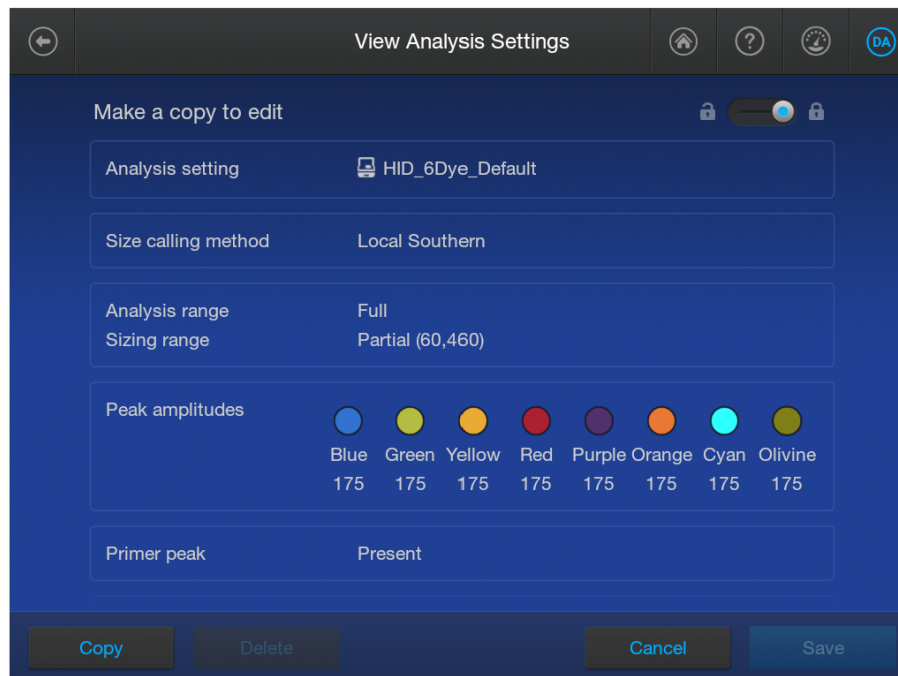 View Analysis Settings
?
DA
Make a copy to edit
Analysis setting HID_6Dye_Default
Size calling method Local Southern
Analysis range Full
Sizing range Partial (60,460)
Peak amplitudes
Blue Green Yellow Red Purple Orange Cyan Olivine
175 175 175 175 175 175 175 175
Primer peak Present
Copy Delete Cancel Save